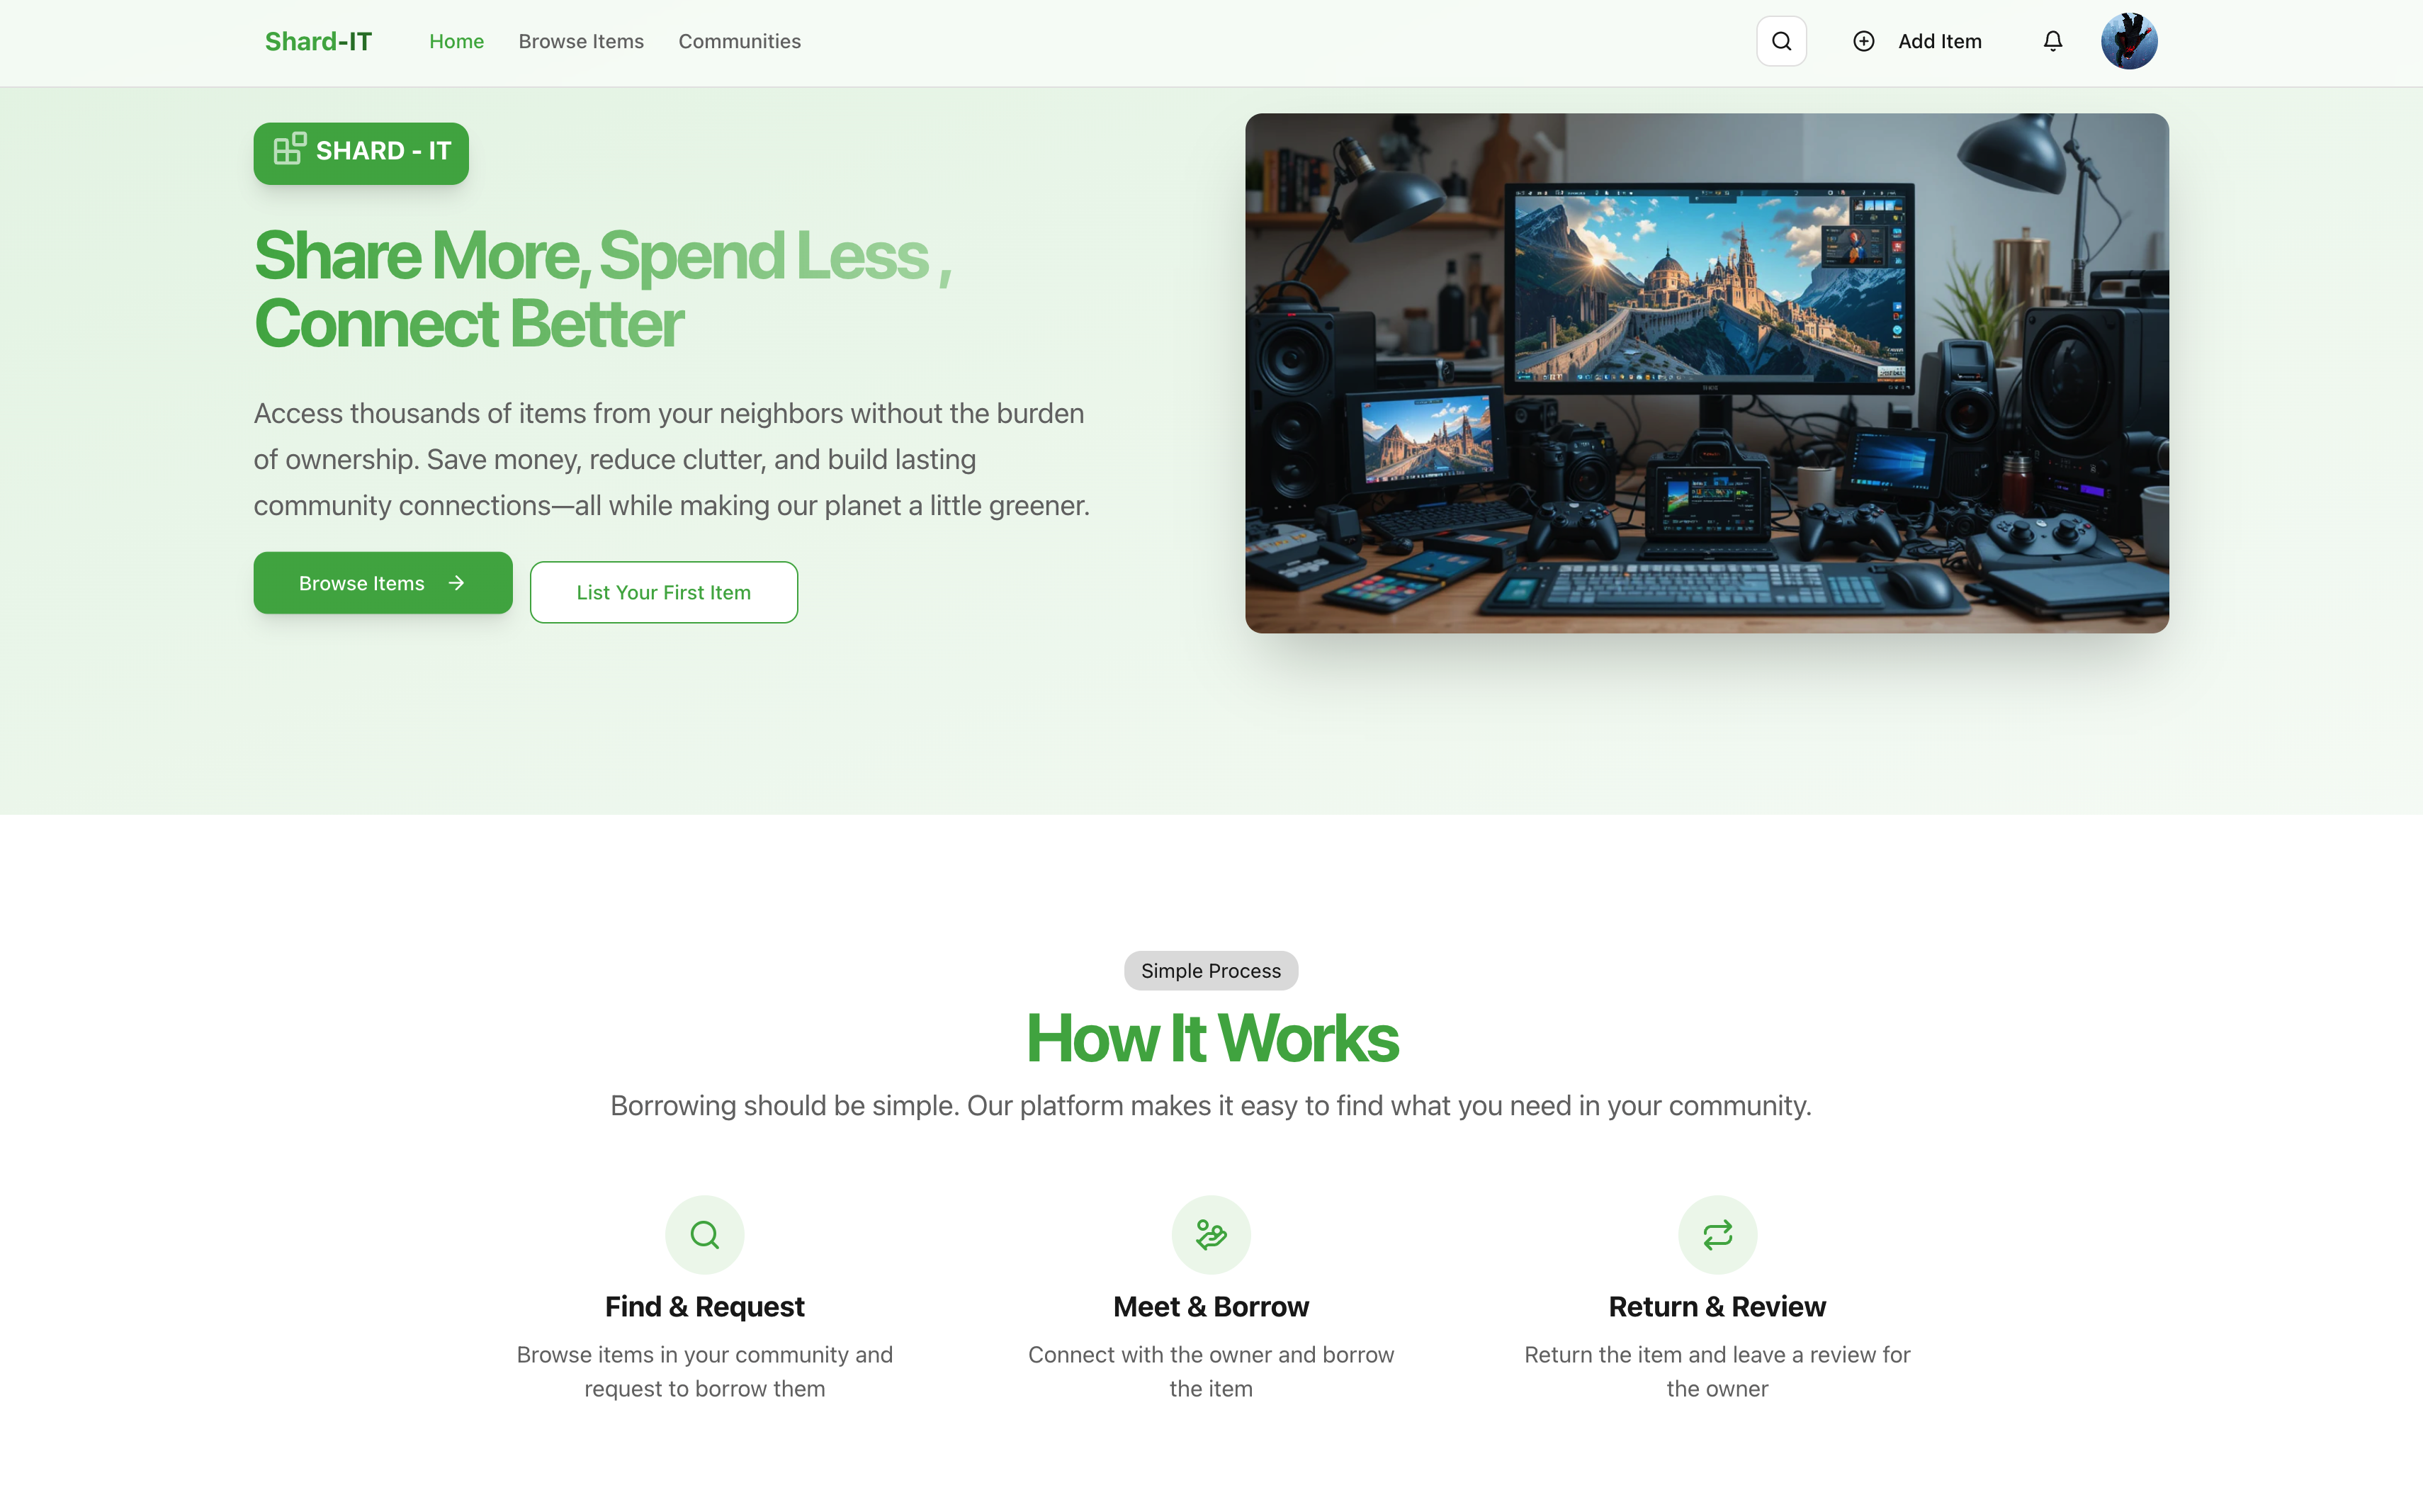 Shard-IT
Home
Browse Items
Communities
Add Item
SHARD - IT
Share More, Spend Less ,
Connect Better
Access thousands of items from your neighbors without the burden
of ownership. Save money, reduce clutter, and build lasting
community connections—all while making our planet a little greener.
Browse Items
List Your First Item
Simple Process
How It Works
Borrowing should be simple. Our platform makes it easy to find what you need in your community.
Find & Request
Browse items in your community and
request to borrow them
Meet & Borrow
Connect with the owner and borrow
the item
Return & Review
Return the item and leave a review for
the owner